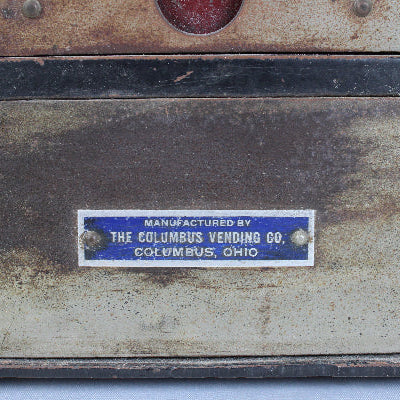 MANUFACTURED BY
THE COLUMBUS VENDING CO,
COLUMBUS, OHIO